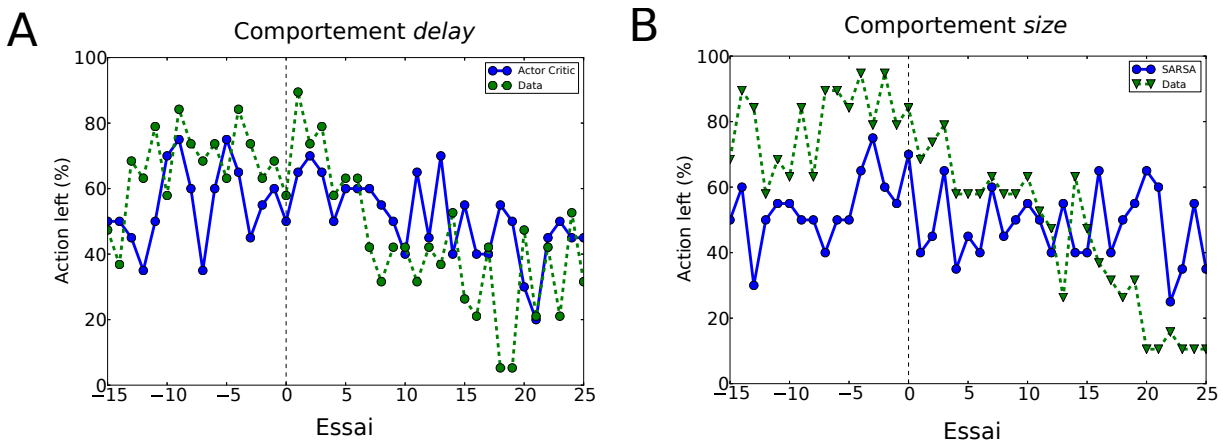 A
Comportement delay
Action left (%)
100
80
60
40
20
0
−15
−10
−5
0
5
10
15
20
25
Essai
Actor Critic
Data
B
Comportement size
Action left (%)
100
80
60
40
20
0
−15
−10
−5
0
5
10
15
20
25
Essai
SARSA
Data